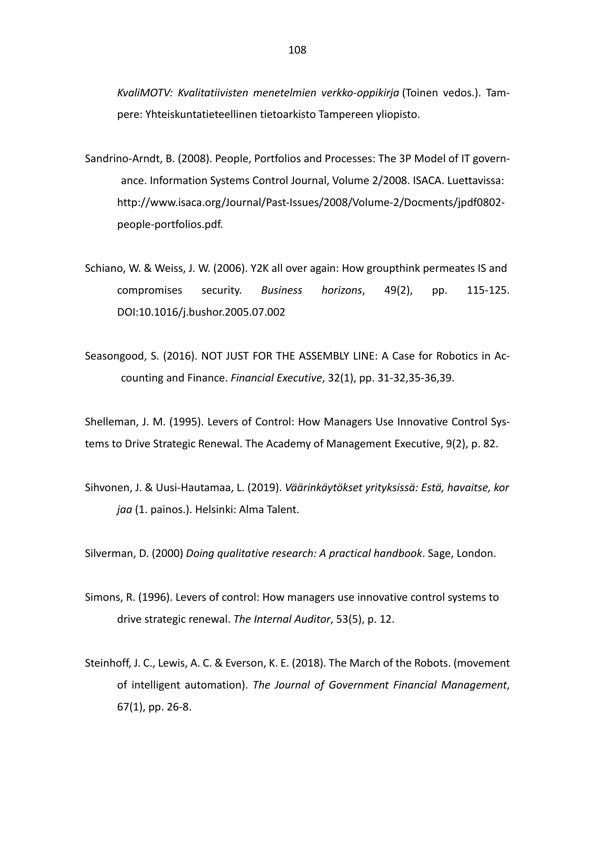 108
KvaliMOTV: Kvalitatiivisten menetelmien verkko-oppikirja (Toinen vedos.). Tam-
pere: Yhteiskuntatieteellinen tietoarkisto Tampereen yliopisto.
Sandrino-Arndt, B. (2008). People, Portfolios and Processes: The 3P Model of IT govern-
ance. Information Systems Control Journal, Volume 2/2008. ISACA. Luettavissa:
http://www.isaca.org/Journal/Past-Issues/2008/Volume-2/Docments/jpdf0802-
people-portfolios.pdf.
Schiano, W. & Weiss, J. W. (2006). Y2K all over again: How groupthink permeates IS and
compromises security. Business horizons, 49(2), pp. 115-125.
DOI:10.1016/j.bushor.2005.07.002
Seasongood, S. (2016). NOT JUST FOR THE ASSEMBLY LINE: A Case for Robotics in Ac-
counting and Finance. Financial Executive, 32(1), pp. 31-32,35-36,39.
Shelleman, J. M. (1995). Levers of Control: How Managers Use Innovative Control Sys-
tems to Drive Strategic Renewal. The Academy of Management Executive, 9(2), p. 82.
Sihvonen, J. & Uusi-Hautamaa, L. (2019). Väärinkäytökset yrityksissä: Estä, havaitse, kor
jaa (1. painos.). Helsinki: Alma Talent.
Silverman, D. (2000) Doing qualitative research: A practical handbook. Sage, London.
Simons, R. (1996). Levers of control: How managers use innovative control systems to
drive strategic renewal. The Internal Auditor, 53(5), p. 12.
Steinhoff, J. C., Lewis, A. C. & Everson, K. E. (2018). The March of the Robots. (movement
of intelligent automation). The Journal of Government Financial Management,
67(1), pp. 26-8.